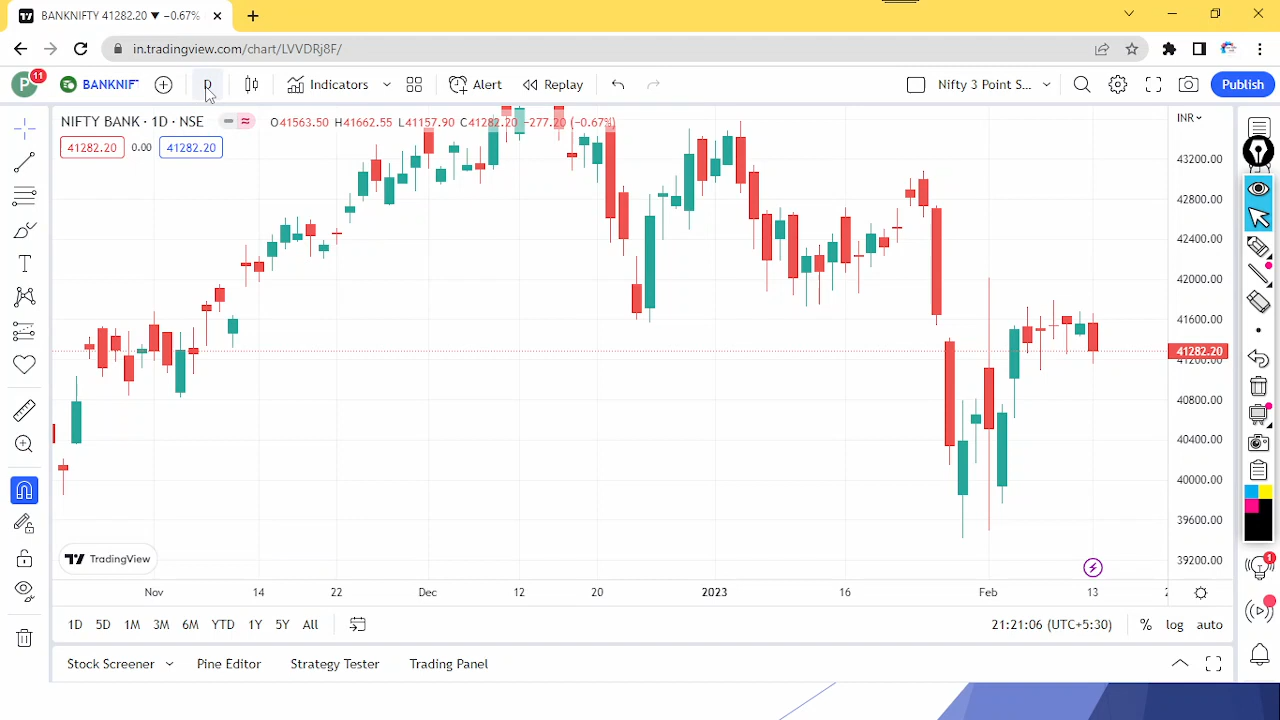 BANKNIFTY 41282.20 ▼ −0.67%
in.tradingview.com/chart/LVVDRj8F/
P 11 BANKNIF D Indicators Alert Replay Nifty 3 Point S... Publish
NIFTY BANK · 1D · NSE O41563.50 H41662.55 L41157.90 C41282.20 −277.20 (−0.67%) INR
41282.20 0.00 41282.20
43200.00
42800.00
42400.00
42000.00
41600.00
41282.20
41200.00
40800.00
40400.00
40000.00
39600.00
39200.00
TradingView
Nov 14 22 Dec 12 20 2023 16 Feb 13
1D 5D 1M 3M 6M YTD 1Y 5Y All 21:21:06 (UTC+5:30) % log auto
Stock Screener Pine Editor Strategy Tester Trading Panel
1